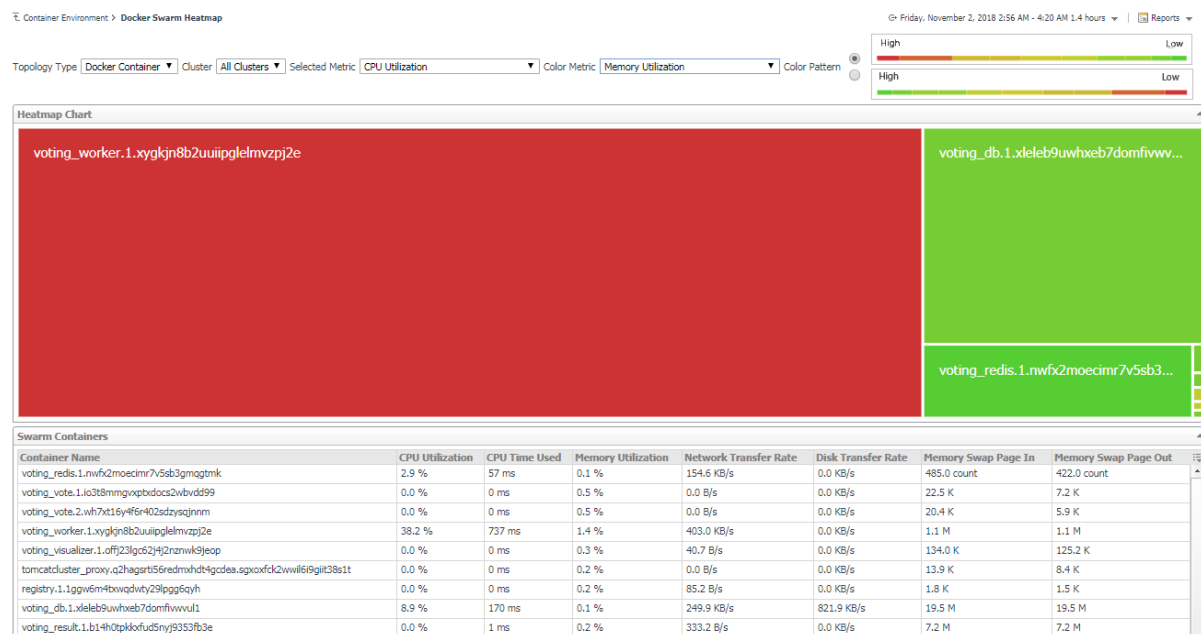 Container Environment > Docker Swarm Heatmap
Friday, November 2, 2018 2:56 AM - 4:20 AM 1.4 hours | Reports
High Low
Topology Type Docker Container Cluster All Clusters Selected Metric CPU Utilization Color Metric Memory Utilization Color Pattern
High Low
Heatmap Chart
voting_worker.1.xygkjn8b2uuiipglelmvzpj2e
voting_db.1.xleleb9uwhxeb7domfivwv...
voting_redis.1.nwfx2moecimr7v5sb3...
Swarm Containers
Container Name CPU Utilization CPU Time Used Memory Utilization Network Transfer Rate Disk Transfer Rate Memory Swap Page In Memory Swap Page Out
voting_redis.1.nwfx2moecimr7v5sb3gmqgtmk 2.9 % 57 ms 0.1 % 154.6 KB/s 0.0 KB/s 485.0 count 422.0 count
voting_vote.1.io3t8mmgvxptxdocs2wbvdd99 0.0 % 0 ms 0.5 % 0.0 B/s 0.0 KB/s 22.5 K 7.2 K
voting_vote.2.wh7xt16y4f6r402sdzysqjnnm 0.0 % 0 ms 0.5 % 0.0 B/s 0.0 KB/s 20.4 K 5.9 K
voting_worker.1.xygkjn8b2uuiipglelmvzpj2e 38.2 % 737 ms 1.4 % 403.0 KB/s 0.0 KB/s 1.1 M 1.1 M
voting_visualizer.1.offj23lgc62j4j2nznwk9jeop 0.0 % 0 ms 0.3 % 40.7 B/s 0.0 KB/s 134.0 K 125.2 K
tomcatcluster_proxy.q2hagsrti56redmxhdt4gcdea.sgxoxfck2wwil6i9giit38s1t 0.0 % 0 ms 0.2 % 0.0 B/s 0.0 KB/s 13.9 K 8.4 K
registry.1.1ggw6m4txwqdwty29lpgg6qyh 0.0 % 0 ms 0.2 % 85.2 B/s 0.0 KB/s 1.8 K 1.5 K
voting_db.1.xleleb9uwhxeb7domfivwvul1 8.9 % 170 ms 0.1 % 249.9 KB/s 821.9 KB/s 19.5 M 19.5 M
voting_result.1.b14h0tpkkxfud5nyj9353fb3e 0.0 % 1 ms 0.2 % 333.2 B/s 0.0 KB/s 7.2 M 7.2 M